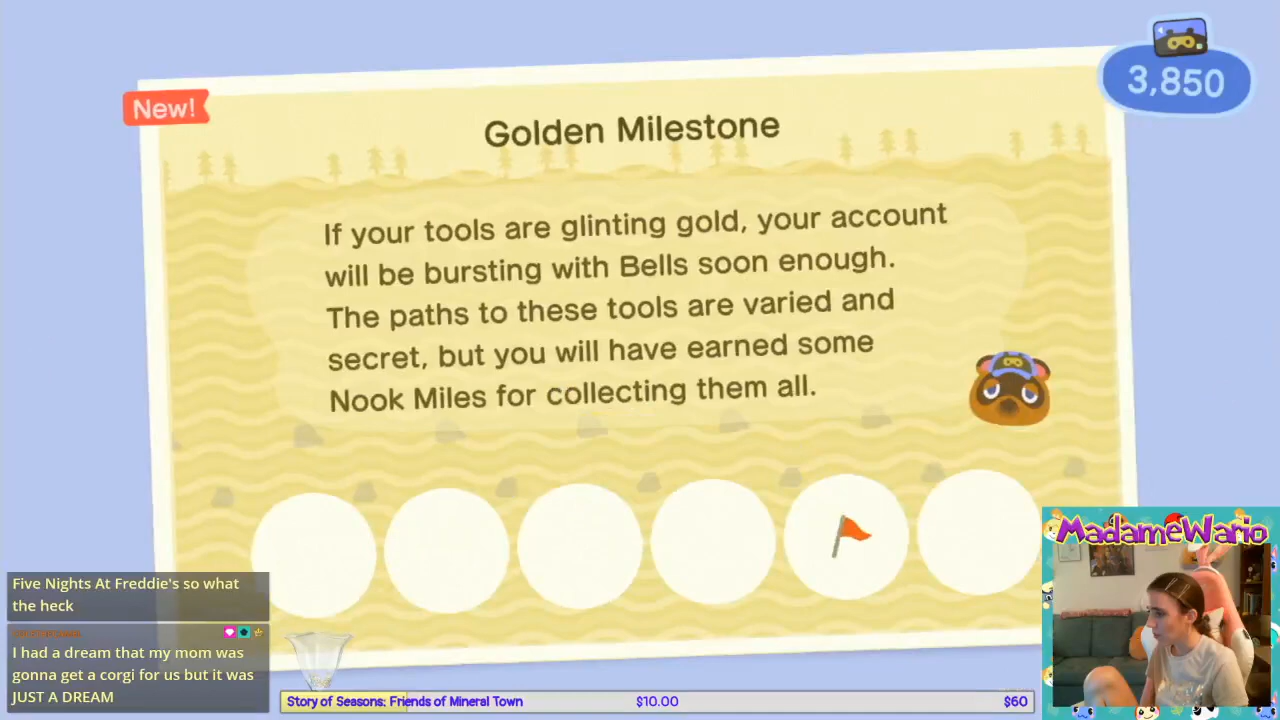 3,850
New!
Golden Milestone
If your tools are glinting gold, your account
will be bursting with Bells soon enough.
The paths to these tools are varied and
secret, but you will have earned some
Nook Miles for collecting them all.
MadameWario
Five Nights At Freddie's so what
the heck
I had a dream that my mom was
gonna get a corgi for us but it was
JUST A DREAM
Story of Seasons: Friends of Mineral Town $10.00 $60